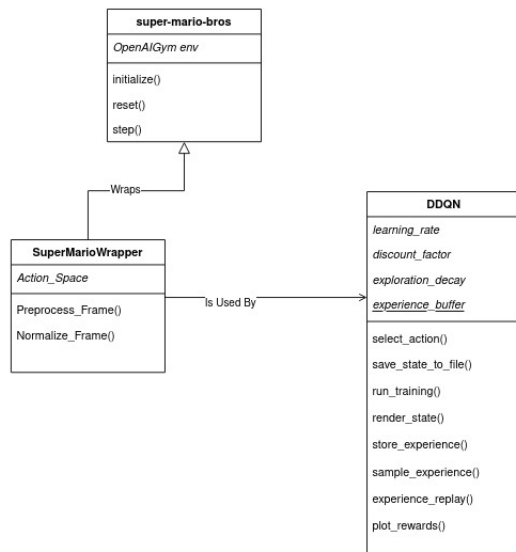 super-mario-bros
OpenAIGym env
initialize()
reset()
step()
Wraps
SuperMarioWrapper
Action_Space
Preprocess_Frame()
Normalize_Frame()
Is Used By
DDQN
learning_rate
discount_factor
exploration_decay
experience_buffer
select_action()
save_state_to_file()
run_training()
render_state()
store_experience()
sample_experience()
experience_replay()
plot_rewards()